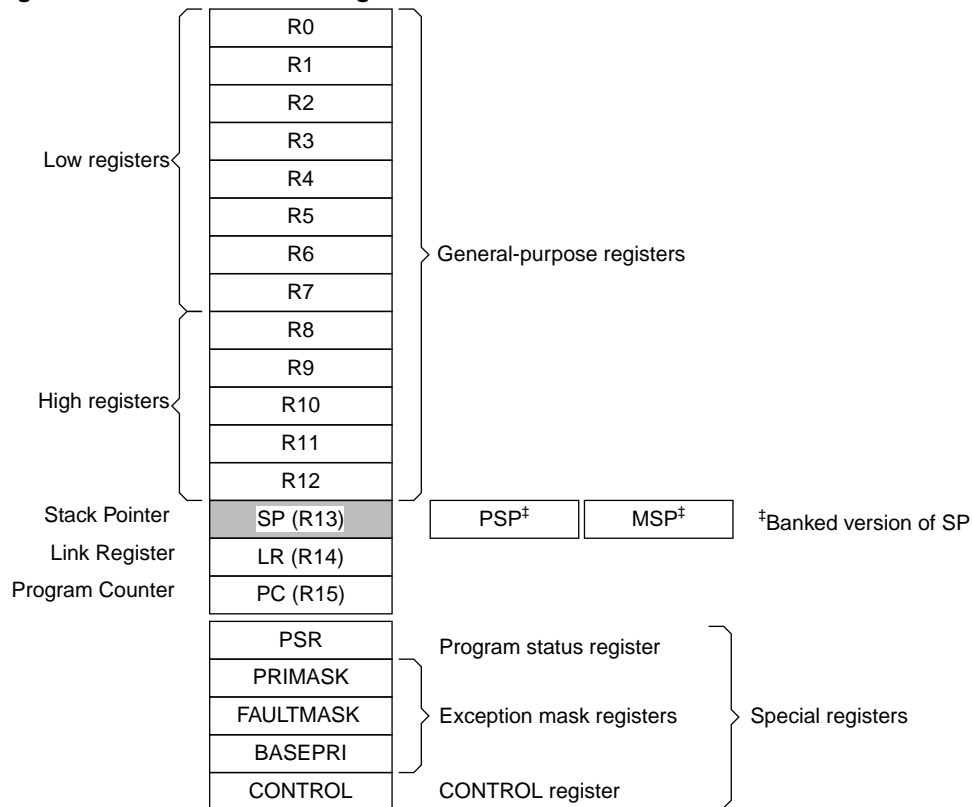 R0
R1
R2
R3
Low registers
R4
R5
R6
General-purpose registers
R7
R8
R9
High registers
R10
R11
R12
Stack Pointer SP (R13) PSP‡ MSP‡ ‡Banked version of SP
Link Register LR (R14)
Program Counter PC (R15)
PSR Program status register
PRIMASK
FAULTMASK Exception mask registers Special registers
BASEPRI
CONTROL CONTROL register